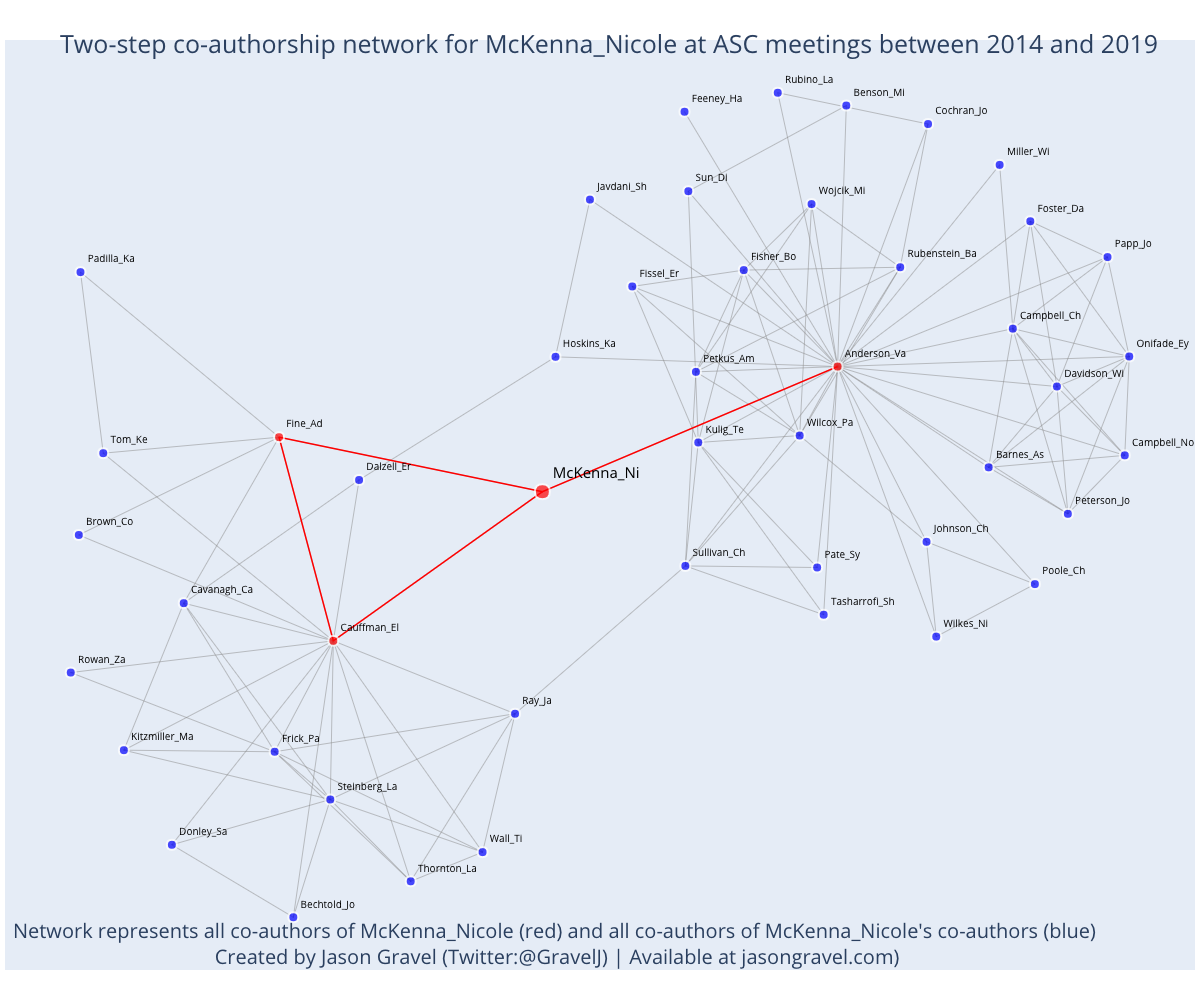 Two-step co-authorship network for McKenna_Nicole at ASC meetings between 2014 and 2019
Rubino_La
Benson_Mi
Feeney_Ha
Cochran_Jo
Miller_Wi
Sun_Di
Javdani_Sh
Wojcik_Mi
Foster_Da
Papp_Jo
Padilla_Ka
Fisher_Bo
Rubenstein_Ba
Fissel_Er
Campbell_Ch
Hoskins_Ka
Onifade_Ey
Petkus_Am
Anderson_Va
Davidson_Wi
Fine_Ad
Wilcox_Pa
Kulig_Te
Tom_Ke
Campbell_No
Barnes_As
Dalzell_Er
McKenna_Ni
Peterson_Jo
Brown_Co
Johnson_Ch
Sullivan_Ch
Pate_Sy
Poole_Ch
Cavanagh_Ca
Tasharrofi_Sh
Wilkes_Ni
Cauffman_El
Rowan_Za
Ray_Ja
Kitzmiller_Ma
Frick_Pa
Steinberg_La
Donley_Sa
Wall_Ti
Thornton_La
Bechtold_Jo
Network represents all co-authors of McKenna_Nicole (red) and all co-authors of McKenna_Nicole's co-authors (blue)
Created by Jason Gravel (Twitter:@GravelJ) | Available at jasongravel.com)